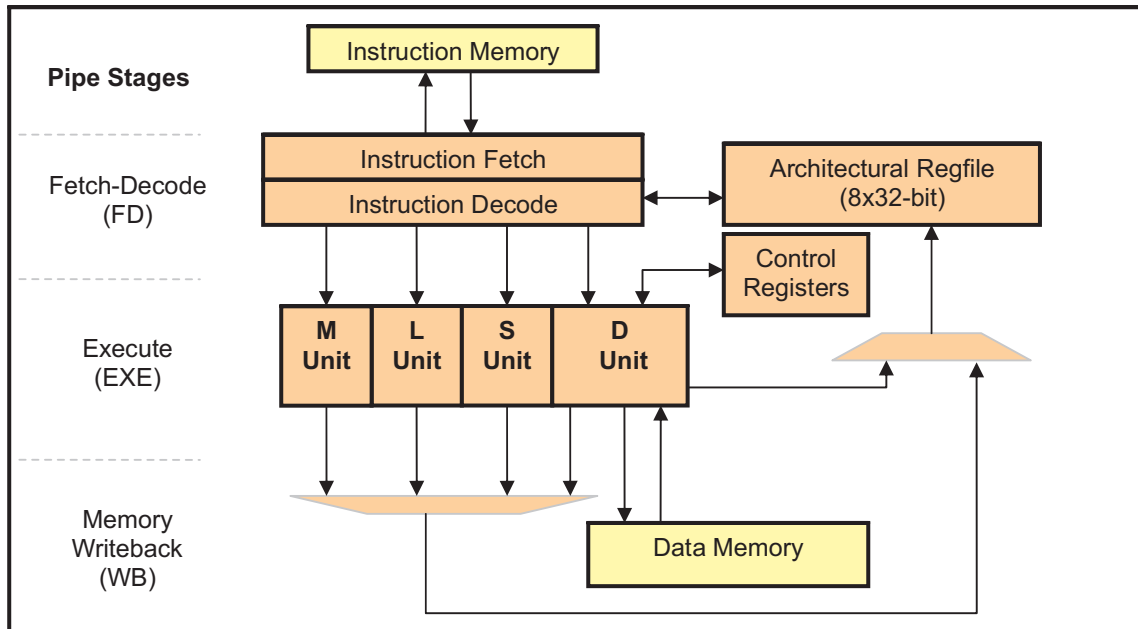 Instruction Memory
Pipe Stages
Instruction Fetch
Fetch-Decode
(FD)
Instruction Decode
Architectural Regfile
(8x32-bit)
Control
Registers
M
Unit
L
Unit
S
Unit
D
Unit
Execute
(EXE)
Memory
Writeback
(WB)
Data Memory